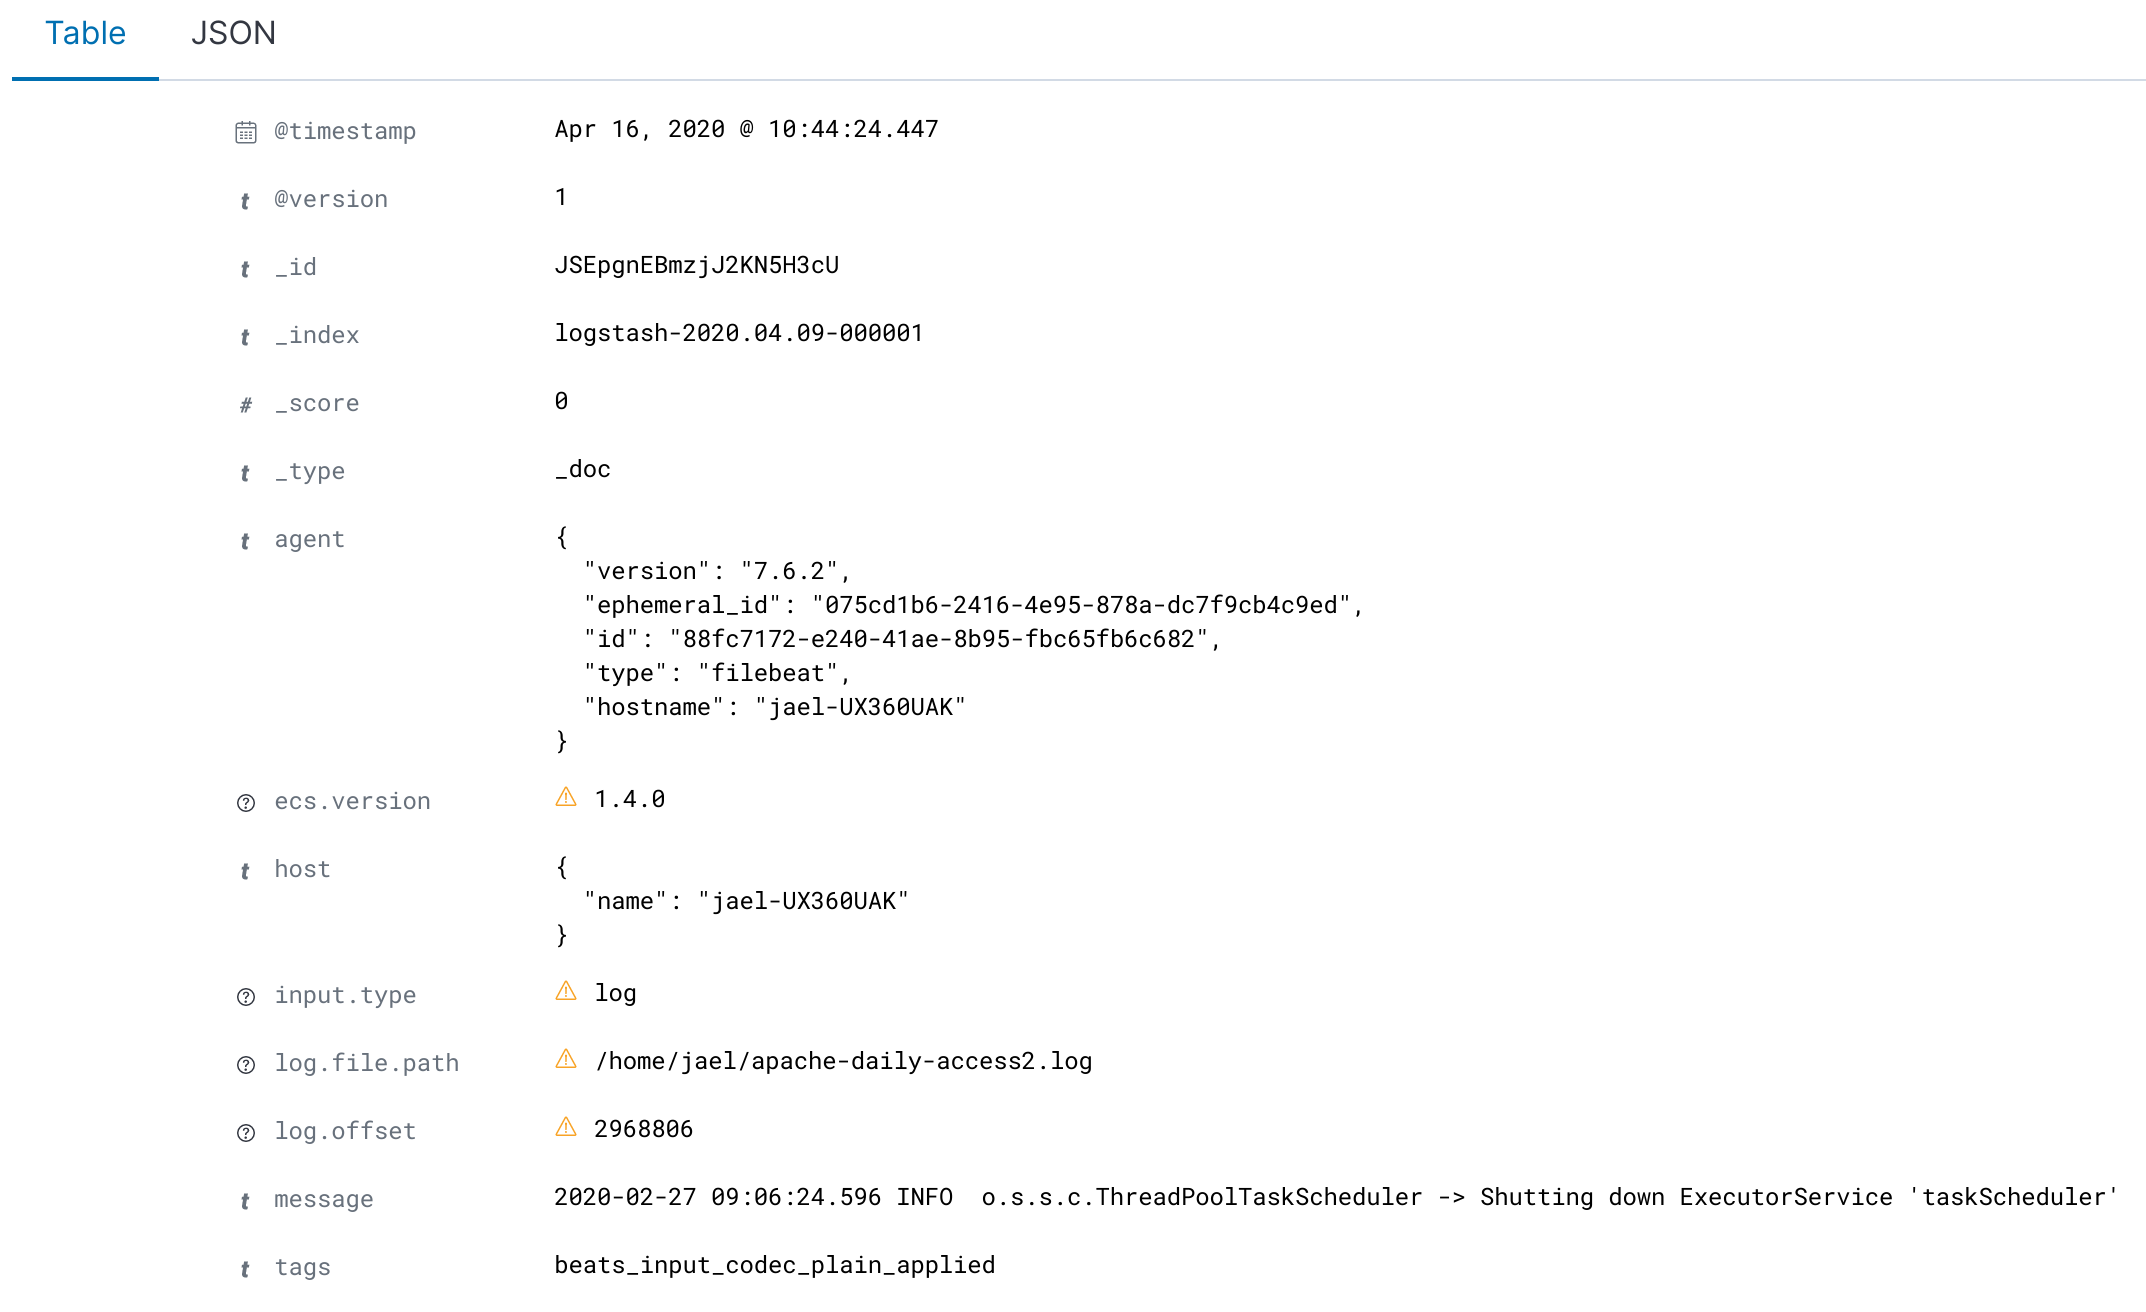 Table JSON
@timestamp Apr 16, 2020 @ 10:44:24.447
t @version 1
t _id JSEpgnEBmzjJ2KN5H3cU
t _index logstash-2020.04.09-000001
# _score 0
t _type _doc
t agent {
"version": "7.6.2",
"ephemeral_id": "075cd1b6-2416-4e95-878a-dc7f9cb4c9ed",
"id": "88fc7172-e240-41ae-8b95-fbc65fb6c682",
"type": "filebeat",
"hostname": "jael-UX360UAK"
}
? ecs.version 1.4.0
t host {
"name": "jael-UX360UAK"
}
? input.type log
? log.file.path /home/jael/apache-daily-access2.log
? log.offset 2968806
t message 2020-02-27 09:06:24.596 INFO  o.s.s.c.ThreadPoolTaskScheduler -> Shutting down ExecutorService 'taskScheduler'
t tags beats_input_codec_plain_applied